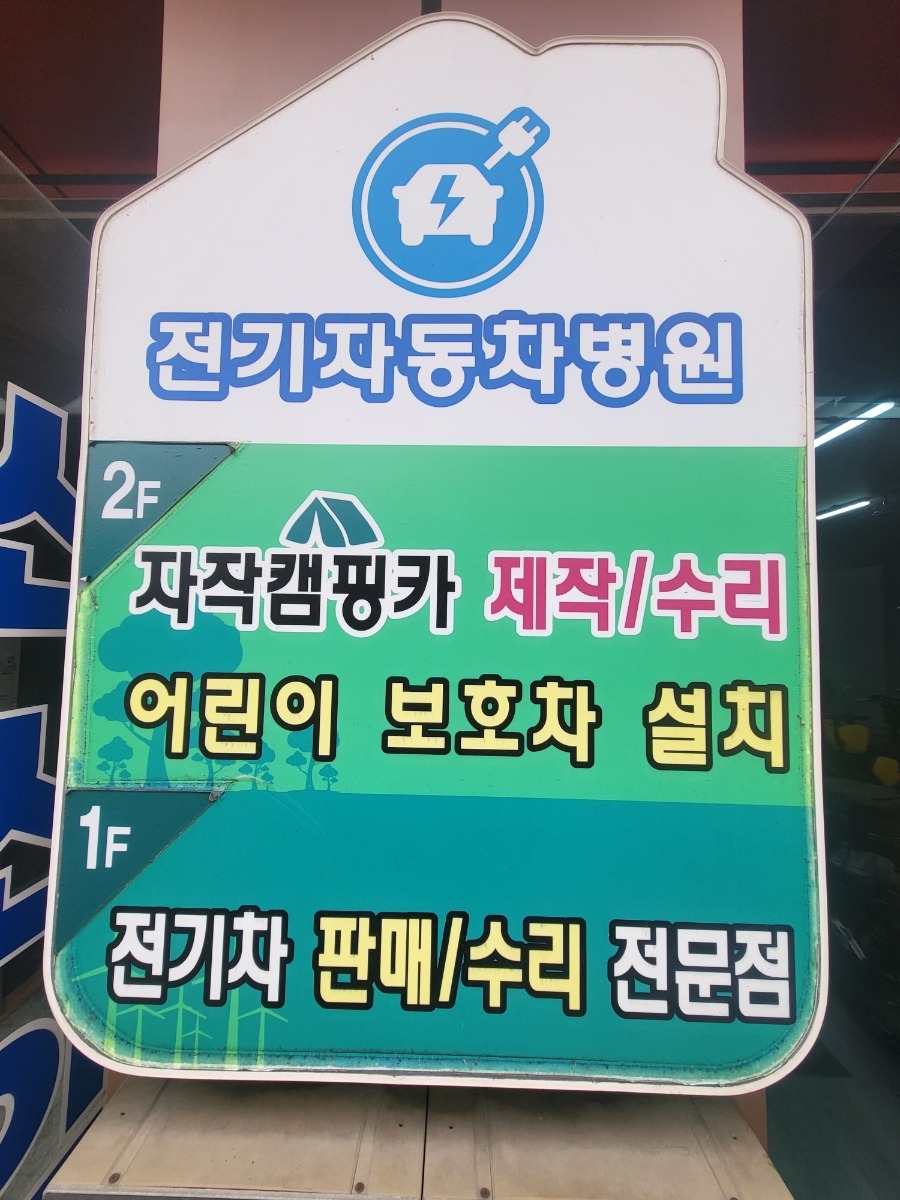 전기자동차병원
2F
자작캠핑카 제작/수리
어린이 보호차 설치
1F
전기차 판매/수리 전문점